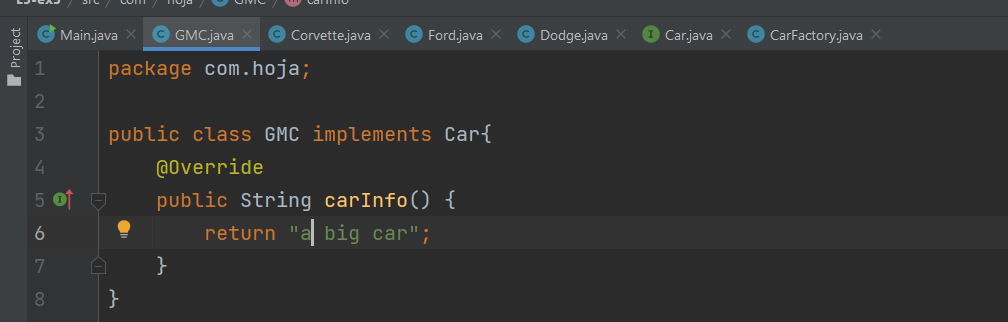 L5-ex5 / src / com / hoja / GMC / carInfo
Main.java GMC.java Corvette.java Ford.java Dodge.java Car.java CarFactory.java
Project
1 package com.hoja;
2
3 public class GMC implements Car{
4 @Override
5 public String carInfo() {
6 return "a big car";
7 }
8 }